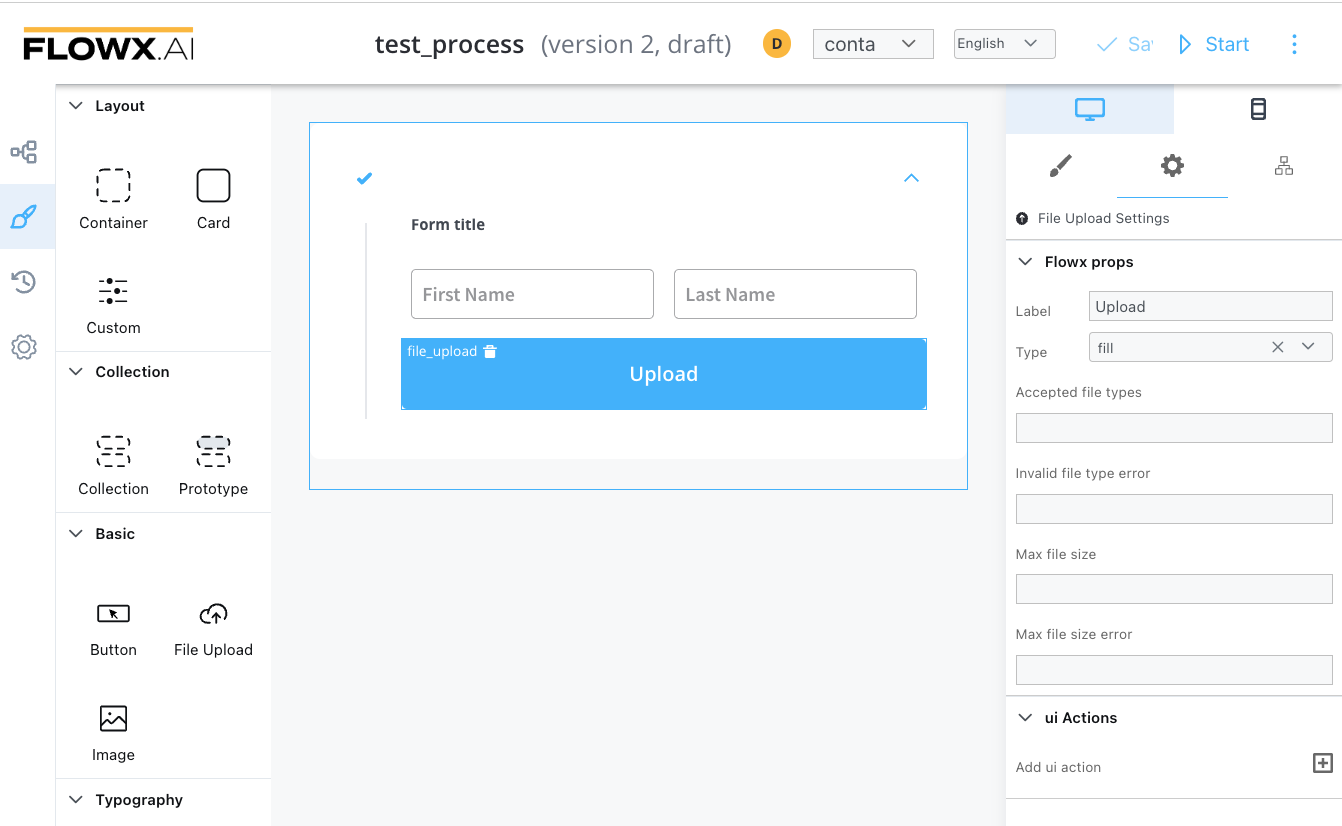 FLOWX.AI
test_process (version 2, draft)
D
conta
English
Start
Layout
Container
Card
Custom
Collection
Collection
Prototype
Basic
Button
File Upload
Image
Typography
Form title
First Name
Last Name
file_upload
Upload
File Upload Settings
Flowx props
Label
Upload
Type
fill
Accepted file types
Invalid file type error
Max file size
Max file size error
ui Actions
Add ui action